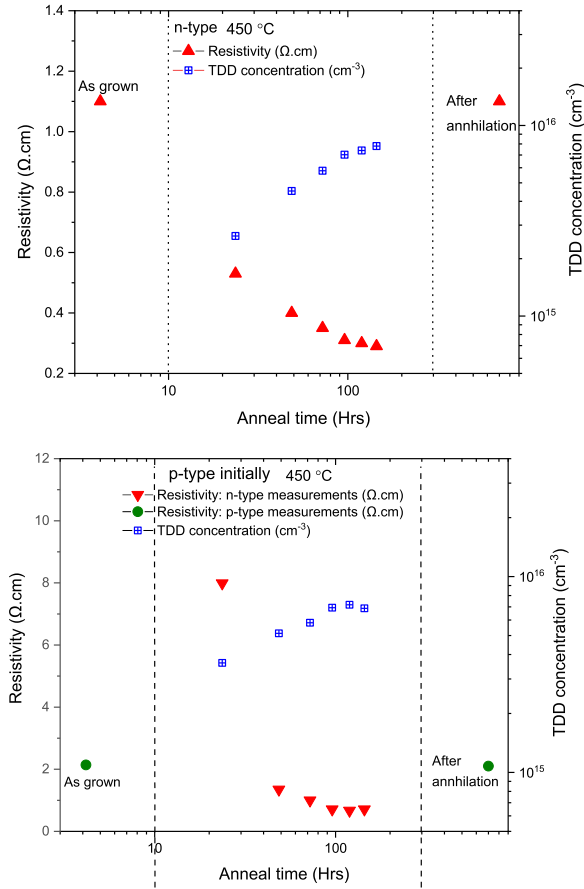 n-type 450 °C
Resistivity (Ω.cm)
TDD concentration (cm-3)
As grown
After
annhilation
1.4
1.2
1.0
0.8
0.6
0.4
0.2
Resistivity (Ω.cm)
10
100
Anneal time (Hrs)
1016
1015
TDD concentration (cm-3)
p-type initially 450 °C
Resistivity: n-type measurements (Ω.cm)
Resistivity: p-type measurements (Ω.cm)
TDD concentration (cm-3)
As grown
After
annhilation
12
10
8
6
4
2
0
Resistivity (Ω.cm)
10
100
Anneal time (Hrs)
1016
1015
TDD concentration (cm-3)